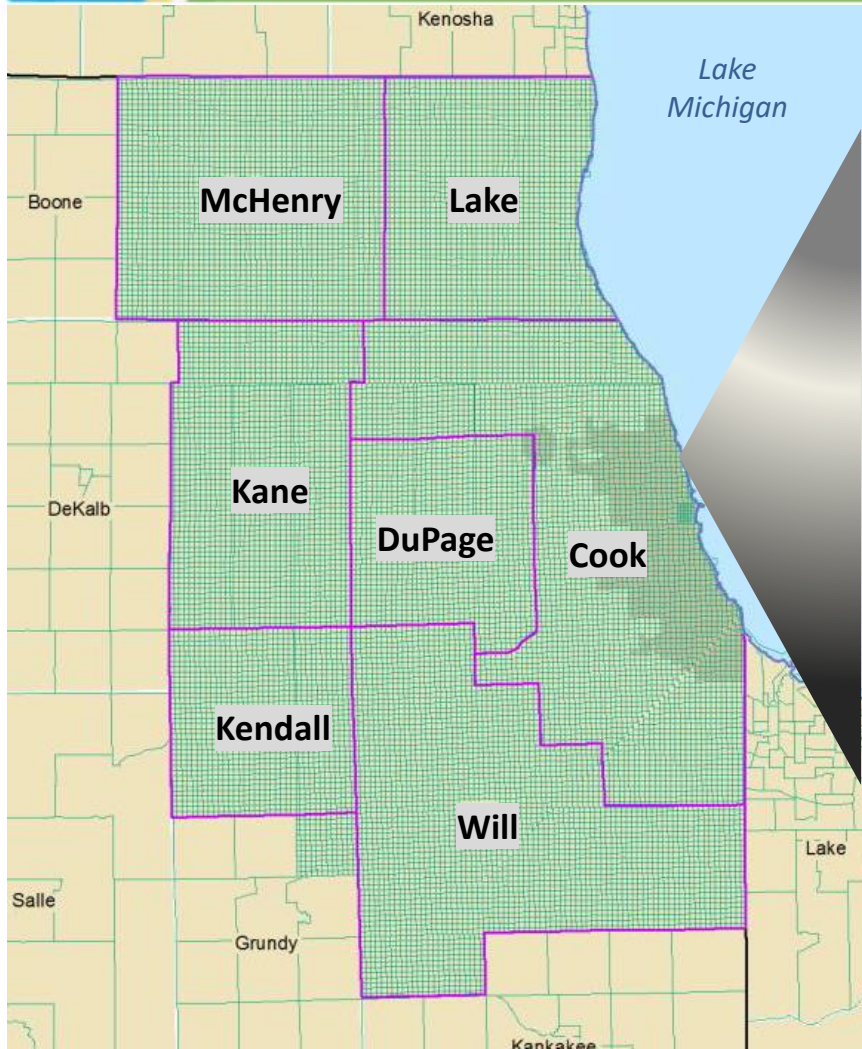 Kenosha
Lake
Michigan
Boone
McHenry
Lake
Kane
DeKalb
DuPage
Cook
Kendall
Will
Lake
Salle
Grundy
Kankakee